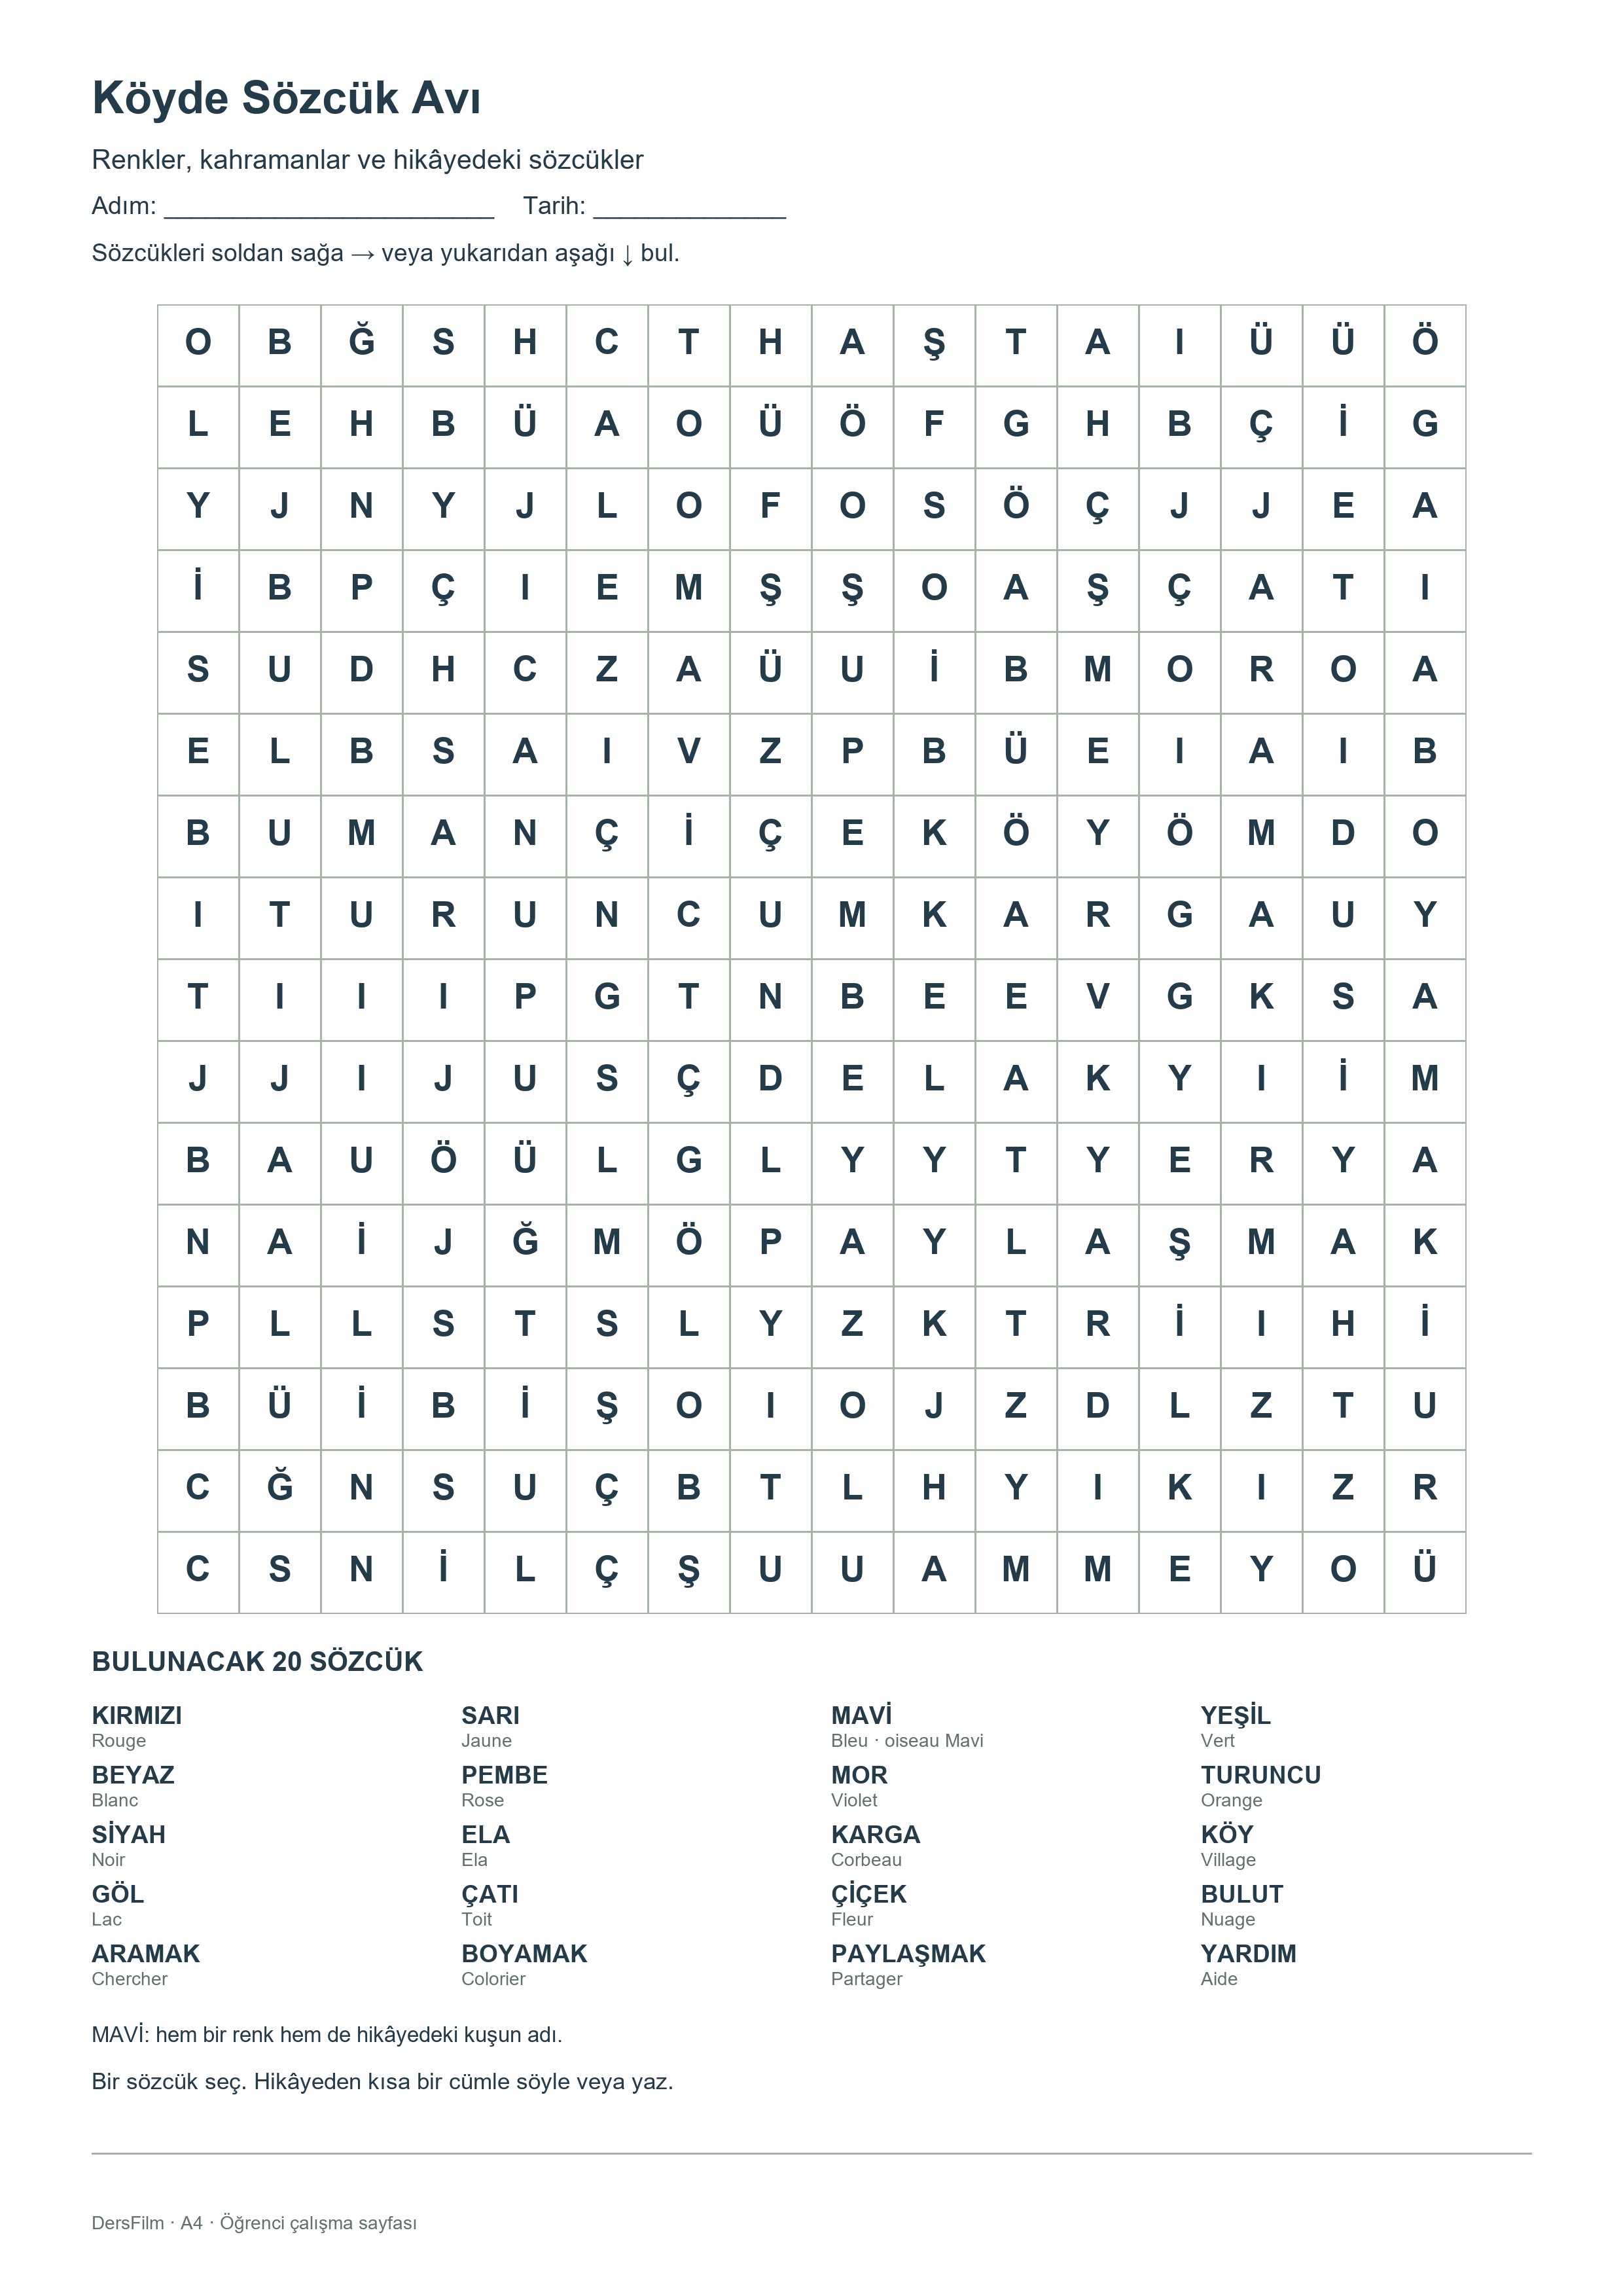 Köyde Sözcük Avı
Renkler, kahramanlar ve hikâyedeki sözcükler
Adım: ________________________ Tarih: ______________
Sözcükleri soldan sağa → veya yukarıdan aşağı ↓ bul.
O B Ğ S H C T H A Ş T A I Ü Ü Ö
L E H B Ü A O Ü Ö F G H B Ç İ G
Y J N Y J L O F O S Ö Ç J J E A
İ B P Ç I E M Ş Ş O A Ş Ç A T I
S U D H C Z A Ü U İ B M O R O A
E L B S A I V Z P B Ü E I A I B
B U M A N Ç İ Ç E K Ö Y Ö M D O
I T U R U N C U M K A R G A U Y
T I I I P G T N B E E V G K S A
J J I J U S Ç D E L A K Y I İ M
B A U Ö Ü L G L Y Y T Y E R Y A
N A İ J Ğ M Ö P A Y L A Ş M A K
P L L S T S L Y Z K T R İ I H İ
B Ü İ B İ Ş O I O J Z D L Z T U
C Ğ N S U Ç B T L H Y I K I Z R
C S N İ L Ç Ş U U A M M E Y O Ü
BULUNACAK 20 SÖZCÜK
KIRMIZI SARI MAVİ YEŞİL
Rouge Jaune Bleu · oiseau Mavi Vert
BEYAZ PEMBE MOR TURUNCU
Blanc Rose Violet Orange
SİYAH ELA KARGA KÖY
Noir Ela Corbeau Village
GÖL ÇATI ÇİÇEK BULUT
Lac Toit Fleur Nuage
ARAMAK BOYAMAK PAYLAŞMAK YARDIM
Chercher Colorier Partager Aide
MAVİ: hem bir renk hem de hikâyedeki kuşun adı.
Bir sözcük seç. Hikâyeden kısa bir cümle söyle veya yaz.
DersFilm · A4 · Öğrenci çalışma sayfası